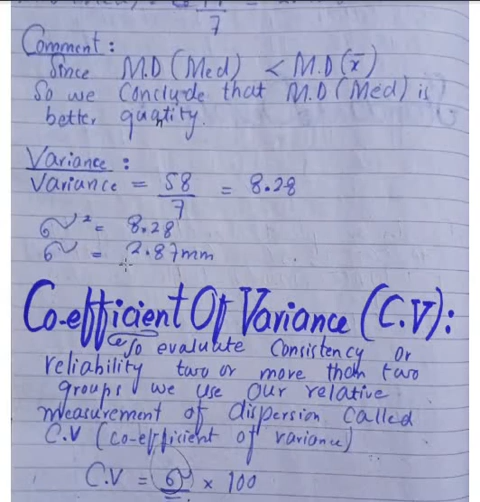 7
Comment:
Since M.D (Med) < M.D (x̄)
So we conclude that M.D (Med) is
better quantity.
Variance:
Variance = 58/7 = 8.28
σ² = 8.28
σ = 2.87mm
Co-efficient Of Variance (C.V):
To evaluate Consistency or
reliability two or more than two
groups we use our relative
measurement of dispersion called
C.V (co-efficient of variance)
C.V = σ × 100